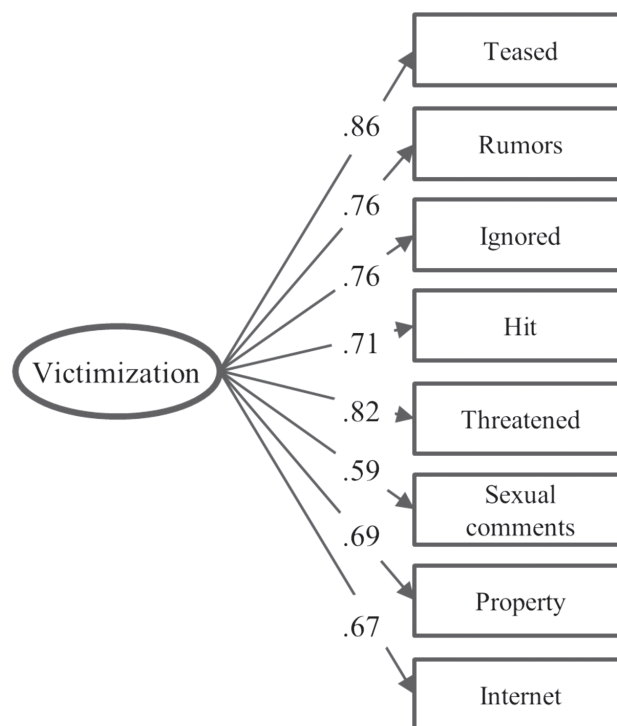 Teased
.86
Rumors
.76
Ignored
.76
Hit
.71
Victimization
Threatened
.82
Sexual
comments
.59
.69
Property
.67
Internet